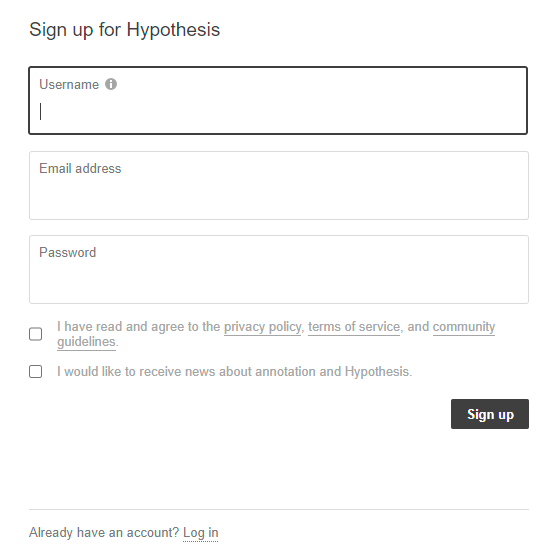 Sign up for Hypothesis
Username
Email address
Password
I have read and agree to the privacy policy, terms of service, and community
guidelines.
I would like to receive news about annotation and Hypothesis.
Sign up
Already have an account? Log in